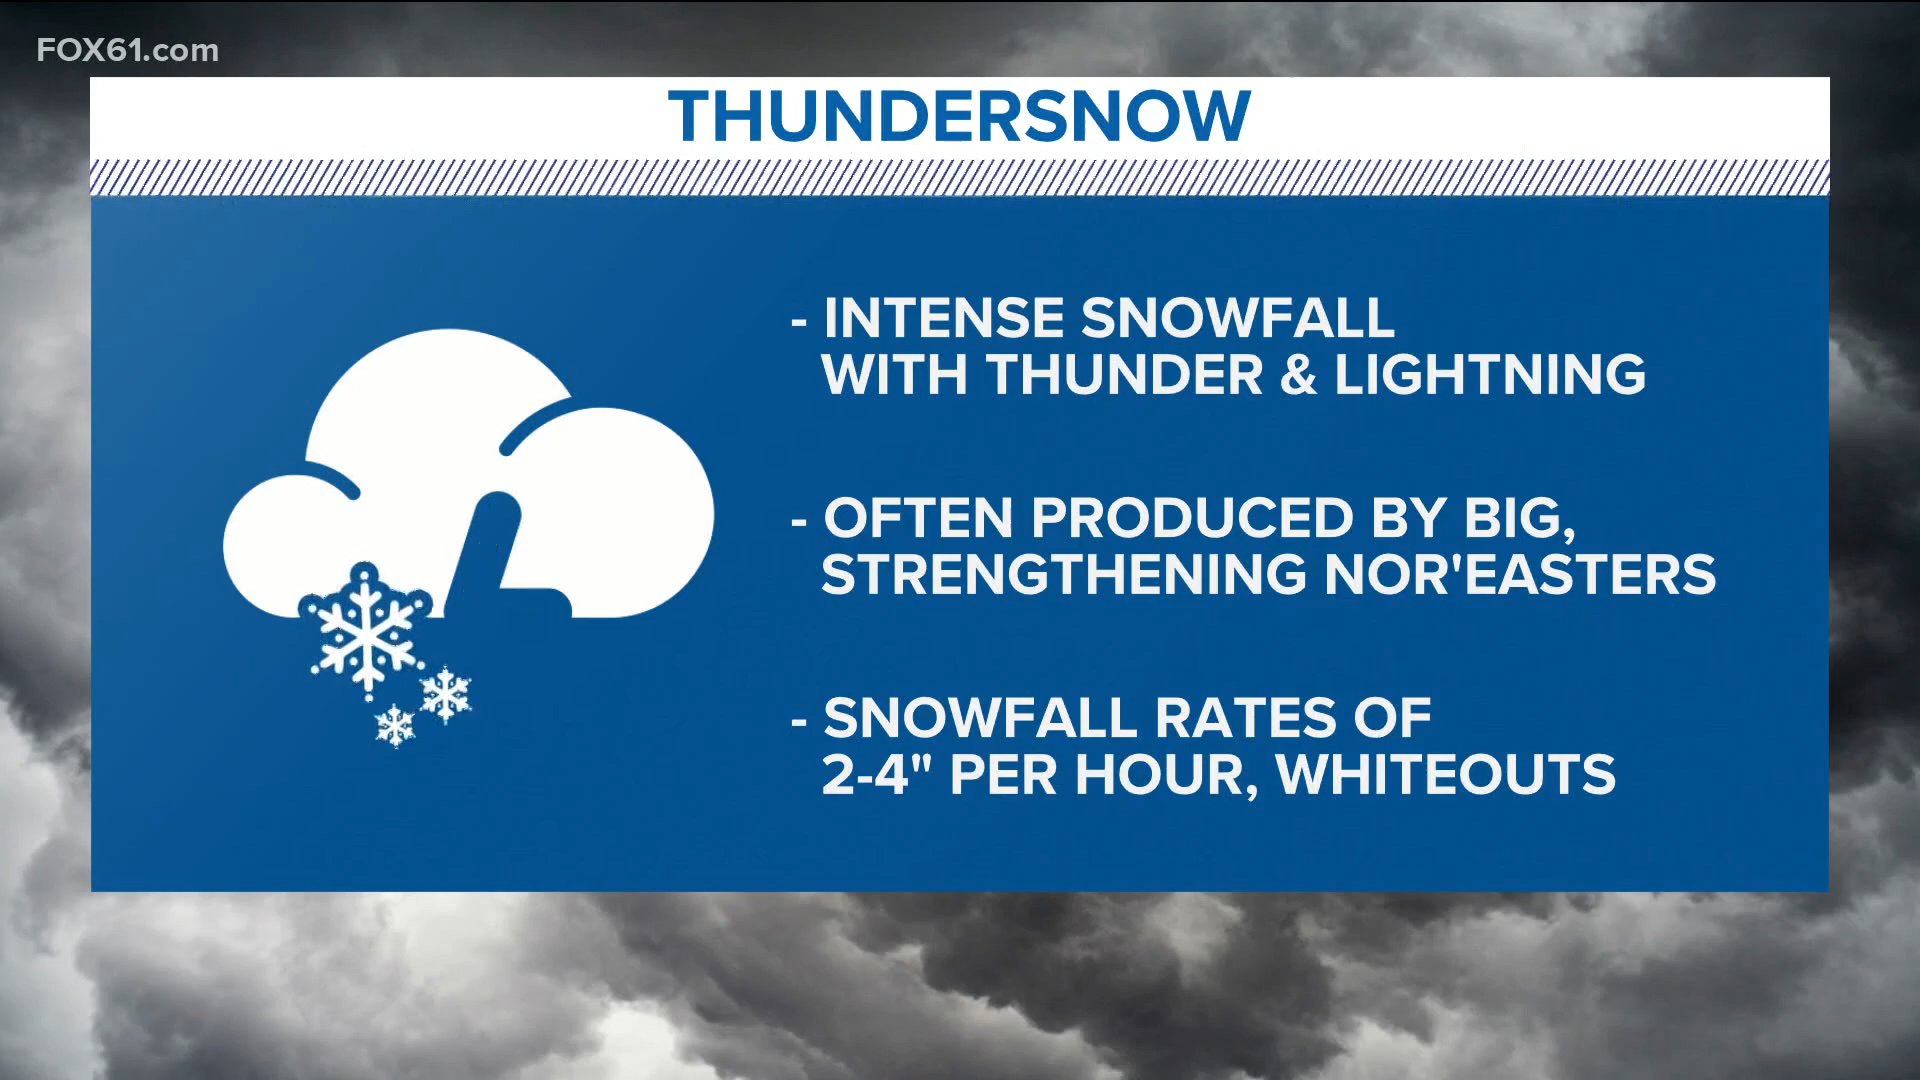 FOX61.com
THUNDERSNOW
- INTENSE SNOWFALL
WITH THUNDER & LIGHTNING
- OFTEN PRODUCED BY BIG,
STRENGTHENING NOR'EASTERS
- SNOWFALL RATES OF
2-4" PER HOUR, WHITEOUTS